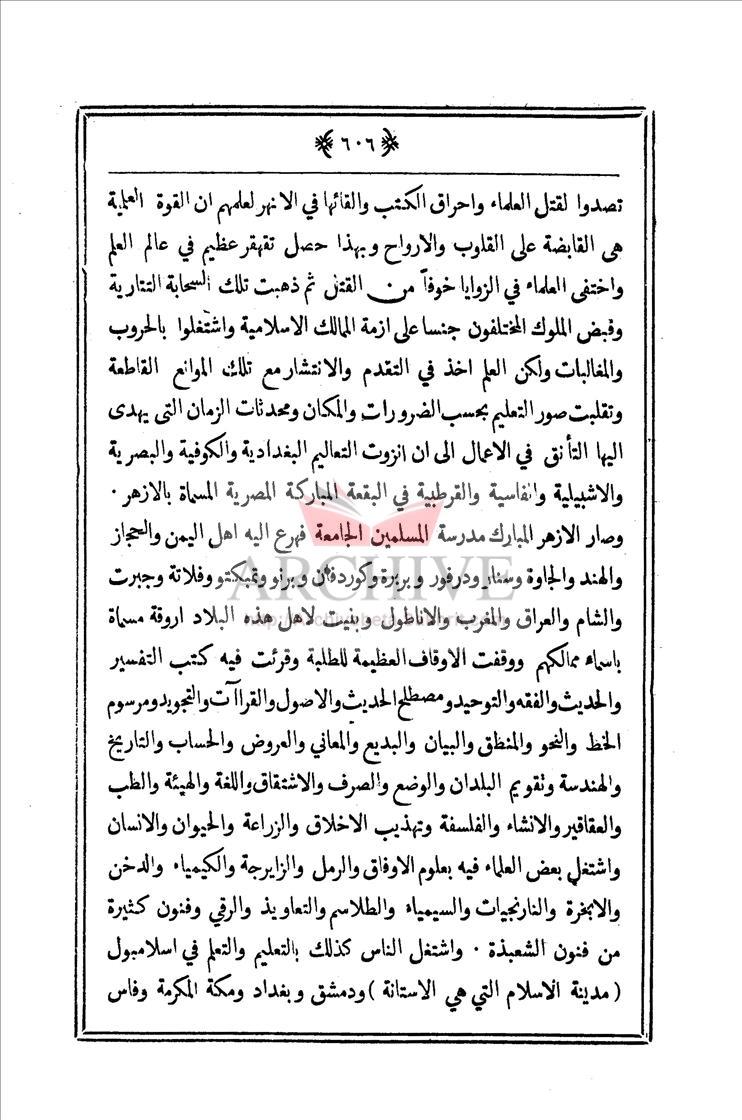 ٦٠٦
تصدوا لقتل العلماء واحراق الكتب والقائها في الانهر لعلمهم ان القوة العلمية
هى القابضة على القلوب والارواح وبهذا حصل تقهقر عظيم في عالم العلم
واختفى العلماء في الزوايا خوفاً من القتل ثم ذهبت تلك السحابة التتارية
وقبض الملوك المختلفون جنسا على ازمة الممالك الاسلامية واشتغلوا بالحروب
والمغالبات ولكن العلم اخذ في التقدم والانتشار مع تلك الموانع القاطعة
وتقلبت صور التعليم بحسب الضرورات والمكان ومحدثات الزمان التى يهدى
اليها التأنق في الاعمال الى ان انزوت التعاليم البغدادية والكوفية والبصرية
والاشبيلية وانفاسية والقرطبية في البقعة المباركة المصرية المسماة بالازهر ·
وصار الازهر المبارك مدرسة المسلمين الجامعة فهرع اليه اهل اليمن والحجاز
والهند والجاوة وسنار ودرفور وبربرة وكوردفان وبرنو وتمبكتو وفلاتة وجبرت
والشام والعراق والمغرب والاناطول وبنيت لاهل هذه البلاد اروقة مسماة
باسماء ممالكهم ووقفت الاوقاف العظيمة للطلبة وقرئت فيه كتب التفسير
والحديث والفقه والتوحيد ومصطلح الحديث والاصول والقراآت والتجويد ومرسوم
الخط والنحو والمنطق والبيان والبديع والمعاني والعروض والحساب والتاريخ
والهندسة وتقويم البلدان والوضع والصرف والاشتقاق واللغة والهيئة والطب
والعقاقير والانشاء والفلسفة وتهذيب الاخلاق والزراعة والحيوان والانسان
واشتغل بعض العلماء فيه بعلوم الاوفاق والرمل والزايرجة والكيمياء والدخن
والابخرة والنارنجيات والسيمياء والطلاسم والتعاويذ والرقي وفنون كثيرة
من فنون الشعبذة · واشتغل الناس كذلك بالتعليم والتعلم في اسلامبول
( مدينة الاسلام التي هي الاستانة ) ودمشق وبغداد ومكة المكرمة وفاس
ARCHIVE